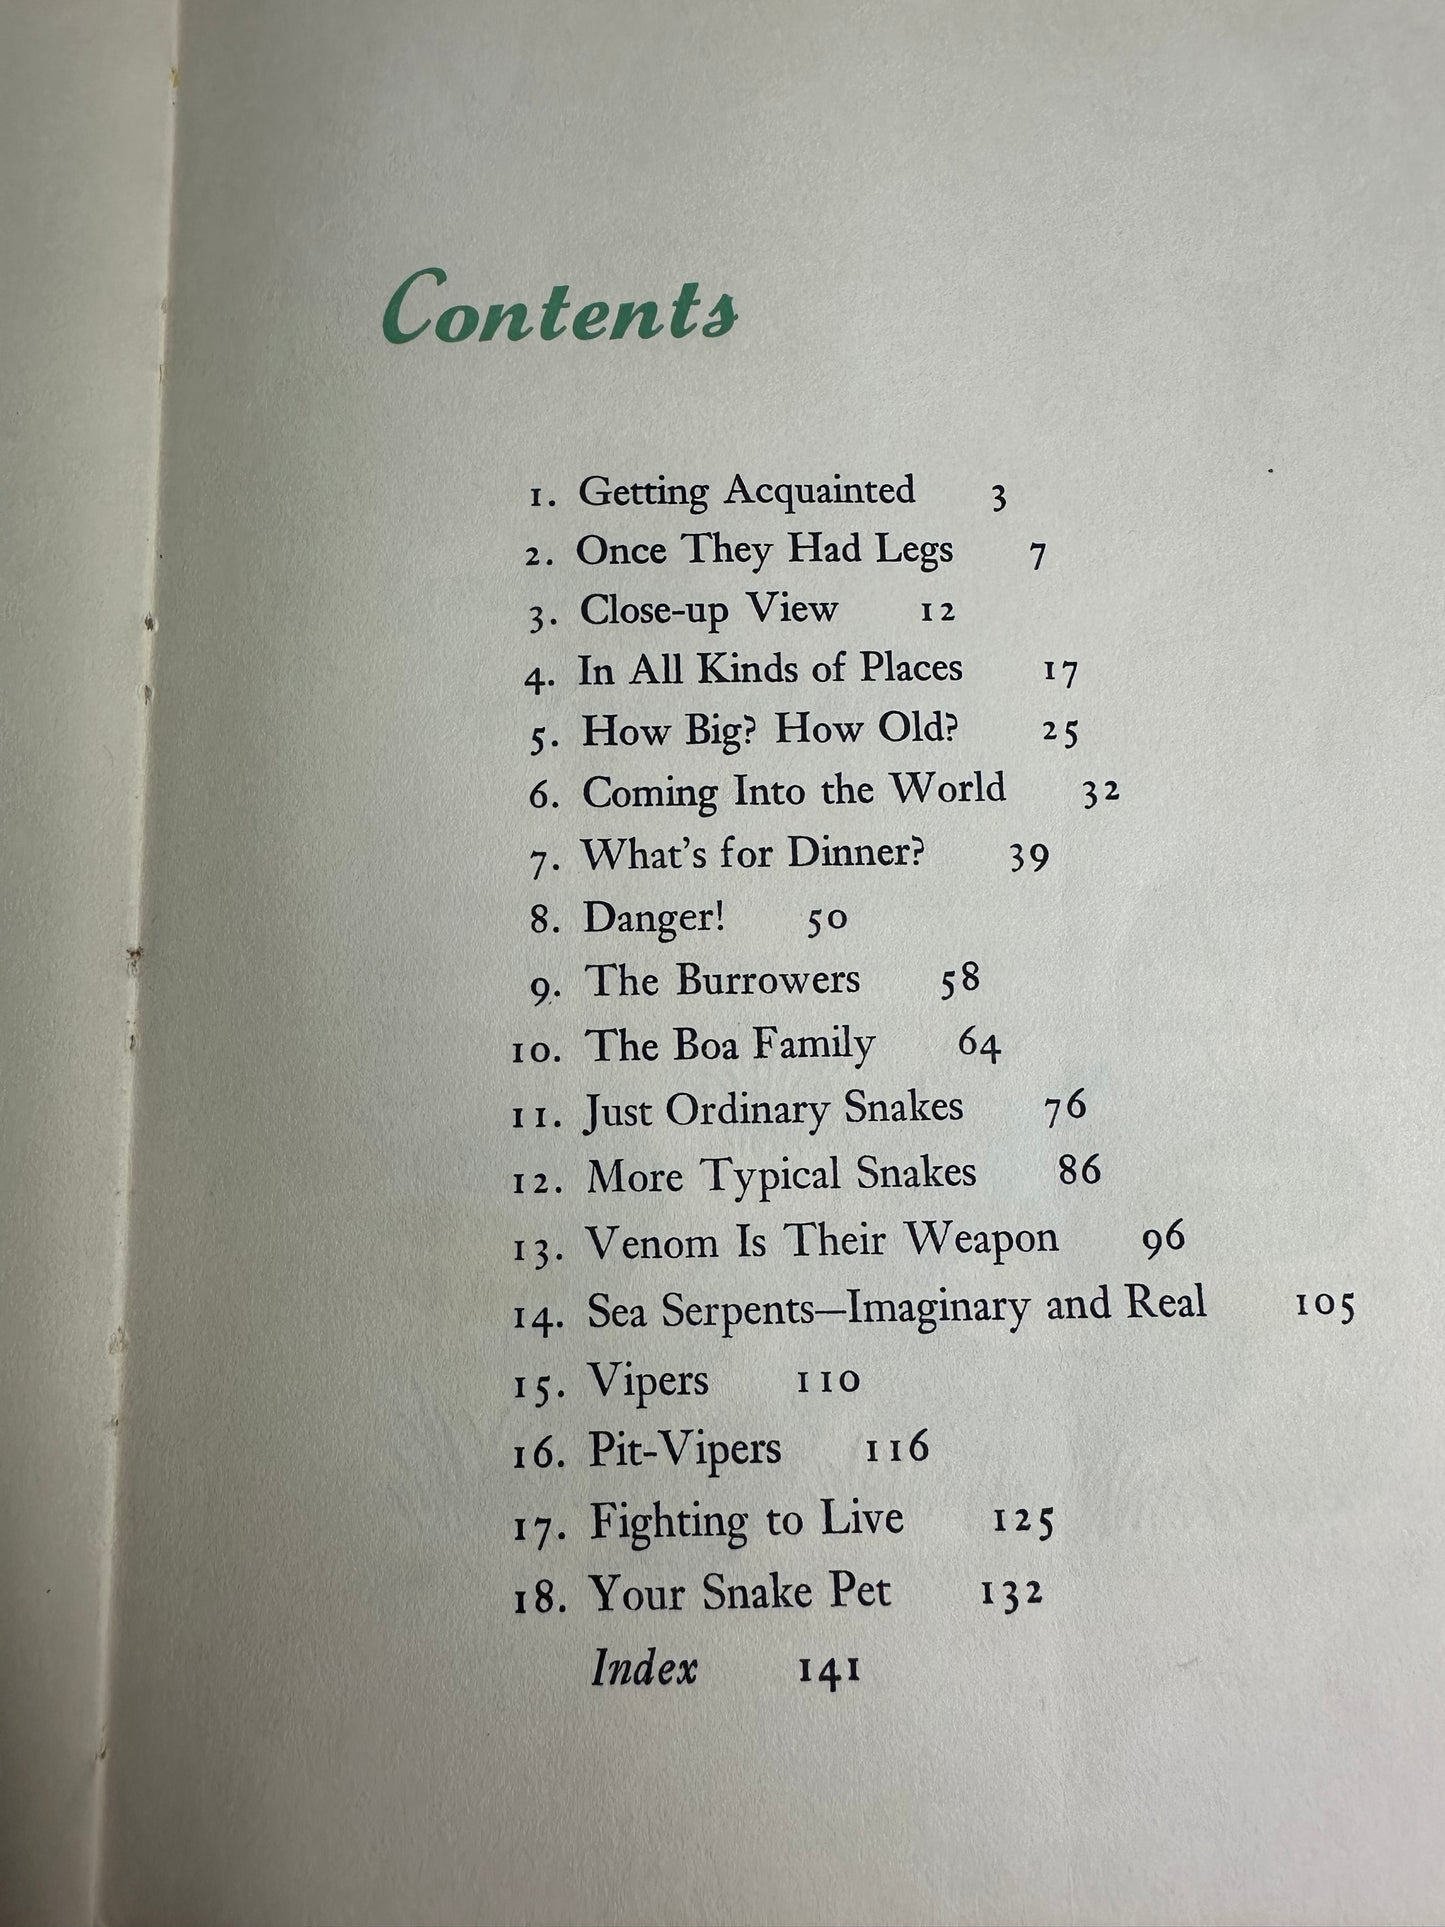 Contents
1. Getting Acquainted 3
2. Once They Had Legs 7
3. Close-up View 12
4. In All Kinds of Places 17
5. How Big? How Old? 25
6. Coming Into the World 32
7. What's for Dinner? 39
8. Danger! 50
9. The Burrowers 58
10. The Boa Family 64
11. Just Ordinary Snakes 76
12. More Typical Snakes 86
13. Venom Is Their Weapon 96
14. Sea Serpents—Imaginary and Real 105
15. Vipers 110
16. Pit-Vipers 116
17. Fighting to Live 125
18. Your Snake Pet 132
Index 141